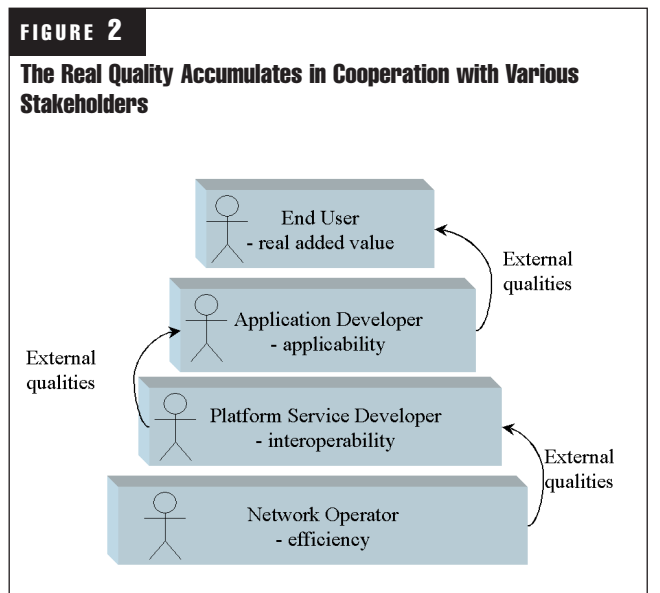 FIGURE 2
The Real Quality Accumulates in Cooperation with Various
Stakeholders
End User
- real added value
External
qualities
Application Developer
- applicability
External
qualities
Platform Service Developer
- interoperability
External
qualities
Network Operator
- efficiency